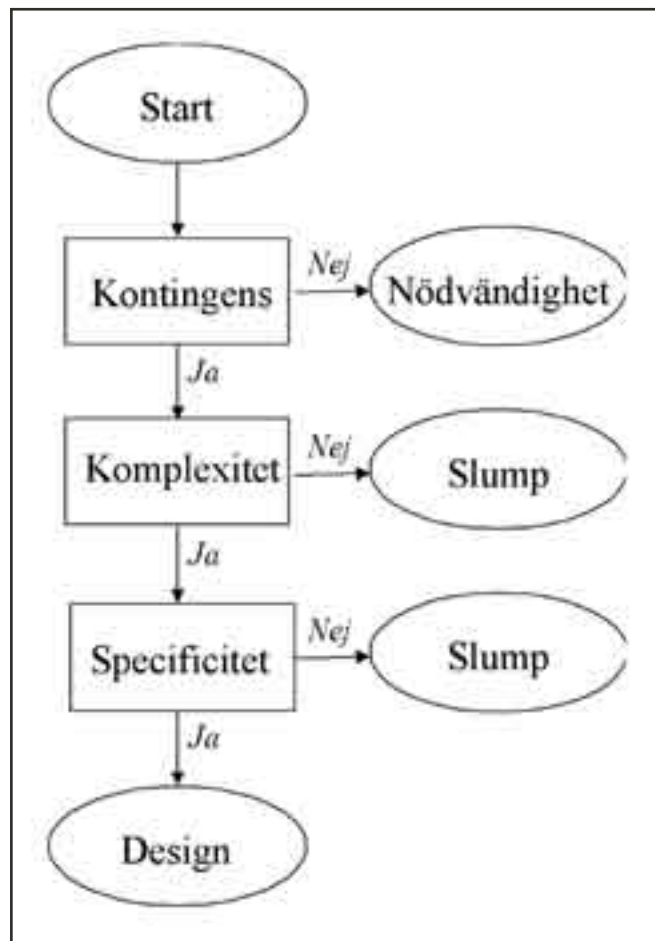 Start
Kontingens
Nej
Nödvändighet
Ja
Komplexitet
Nej
Slump
Ja
Specificitet
Nej
Slump
Ja
Design